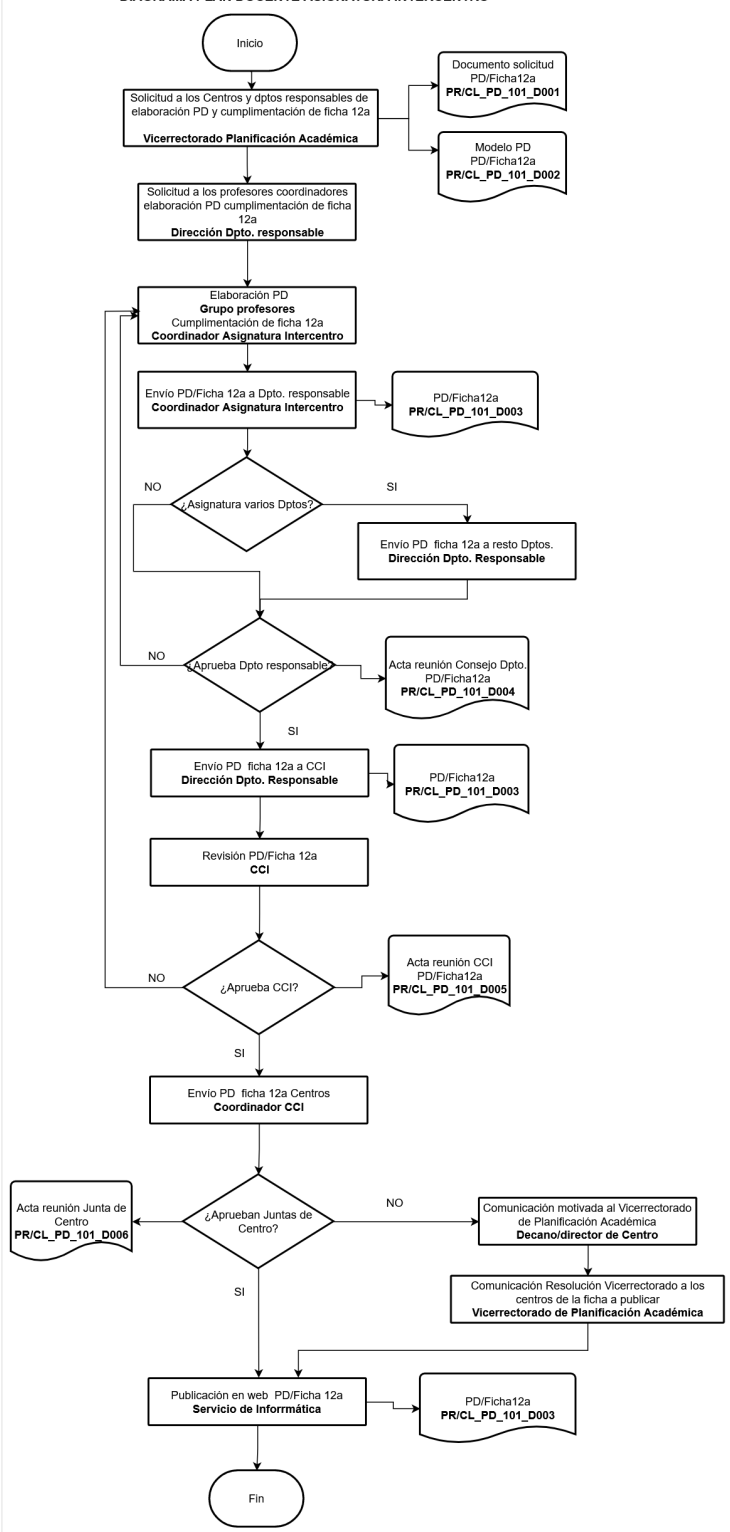 Inicio
Documento solicitud
PD/Ficha12a
PR/CL_PD_101_D001
Solicitud a los Centros y dptos responsables de
elaboración PD y cumplimentación de ficha 12a
Vicerrectorado Planificación Académica
Modelo PD
PD/Ficha12a
PR/CL_PD_101_D002
Solicitud a los profesores coordinadores
elaboración PD cumplimentación de ficha
12a
Dirección Dpto. responsable
Elaboración PD
Grupo profesores
Cumplimentación de ficha 12a
Coordinador Asignatura Intercentro
Envío PD/Ficha 12a a Dpto. responsable
Coordinador Asignatura Intercentro
PD/Ficha12a
PR/CL_PD_101_D003
NO
SI
¿Asignatura varios Dptos?
Envío PD ficha 12a a resto Dptos.
Dirección Dpto. Responsable
NO
¿Aprueba Dpto responsable?
Acta reunión Consejo Dpto.
PD/Ficha12a
PR/CL_PD_101_D004
SI
Envío PD ficha 12a a CCI
Dirección Dpto. Responsable
PD/Ficha12a
PR/CL_PD_101_D003
Revisión PD/Ficha 12a
CCI
NO
¿Aprueba CCI?
Acta reunión CCI
PD/Ficha12a
PR/CL_PD_101_D005
SI
Envío PD ficha 12a Centros
Coordinador CCI
Acta reunión Junta de
Centro
PR/CL_PD_101_D006
¿Aprueban Juntas de
Centro?
NO
Comunicación motivada al Vicerrectorado
de Planificación Académica
Decano/director de Centro
SI
Comunicación Resolución Vicerrectorado a los
centros de la ficha a publicar
Vicerrectorado de Planificación Académica
Publicación en web PD/Ficha 12a
Servicio de Inforrmática
PD/Ficha12a
PR/CL_PD_101_D003
Fin